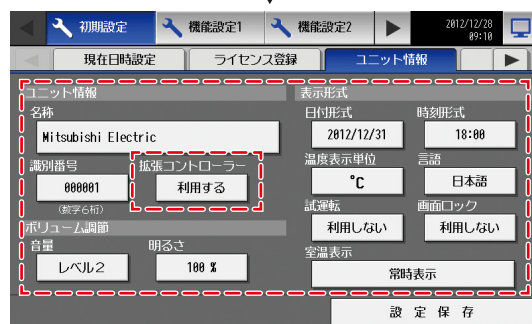 初期設定
機能設定1
機能設定2
2012/12/28
09:10
現在日時設定
ライセンス登録
ユニット情報
ユニット情報
名称
Mitsubishi Electric
識別番号
拡張コントローラー
000001
利用する
(数字6桁)
ボリューム調節
音量
明るさ
レベル2
100 %
表示形式
日付形式
時刻形式
2012/12/31
18:00
温度表示単位
言語
℃
日本語
試運転
画面ロック
利用しない
利用しない
室温表示
常時表示
設定保存